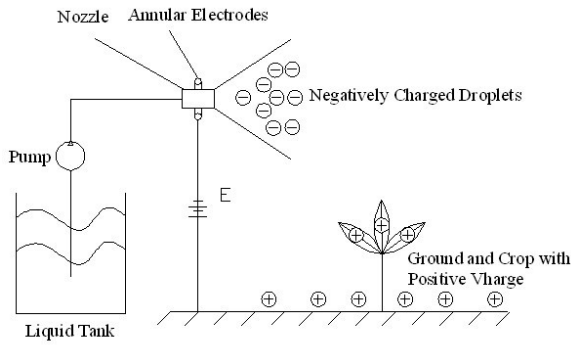 Nozzle
Annular Electrodes
Negatively Charged Droplets
Pump
E
Ground and Crop with
Positive Vharge
Liquid Tank